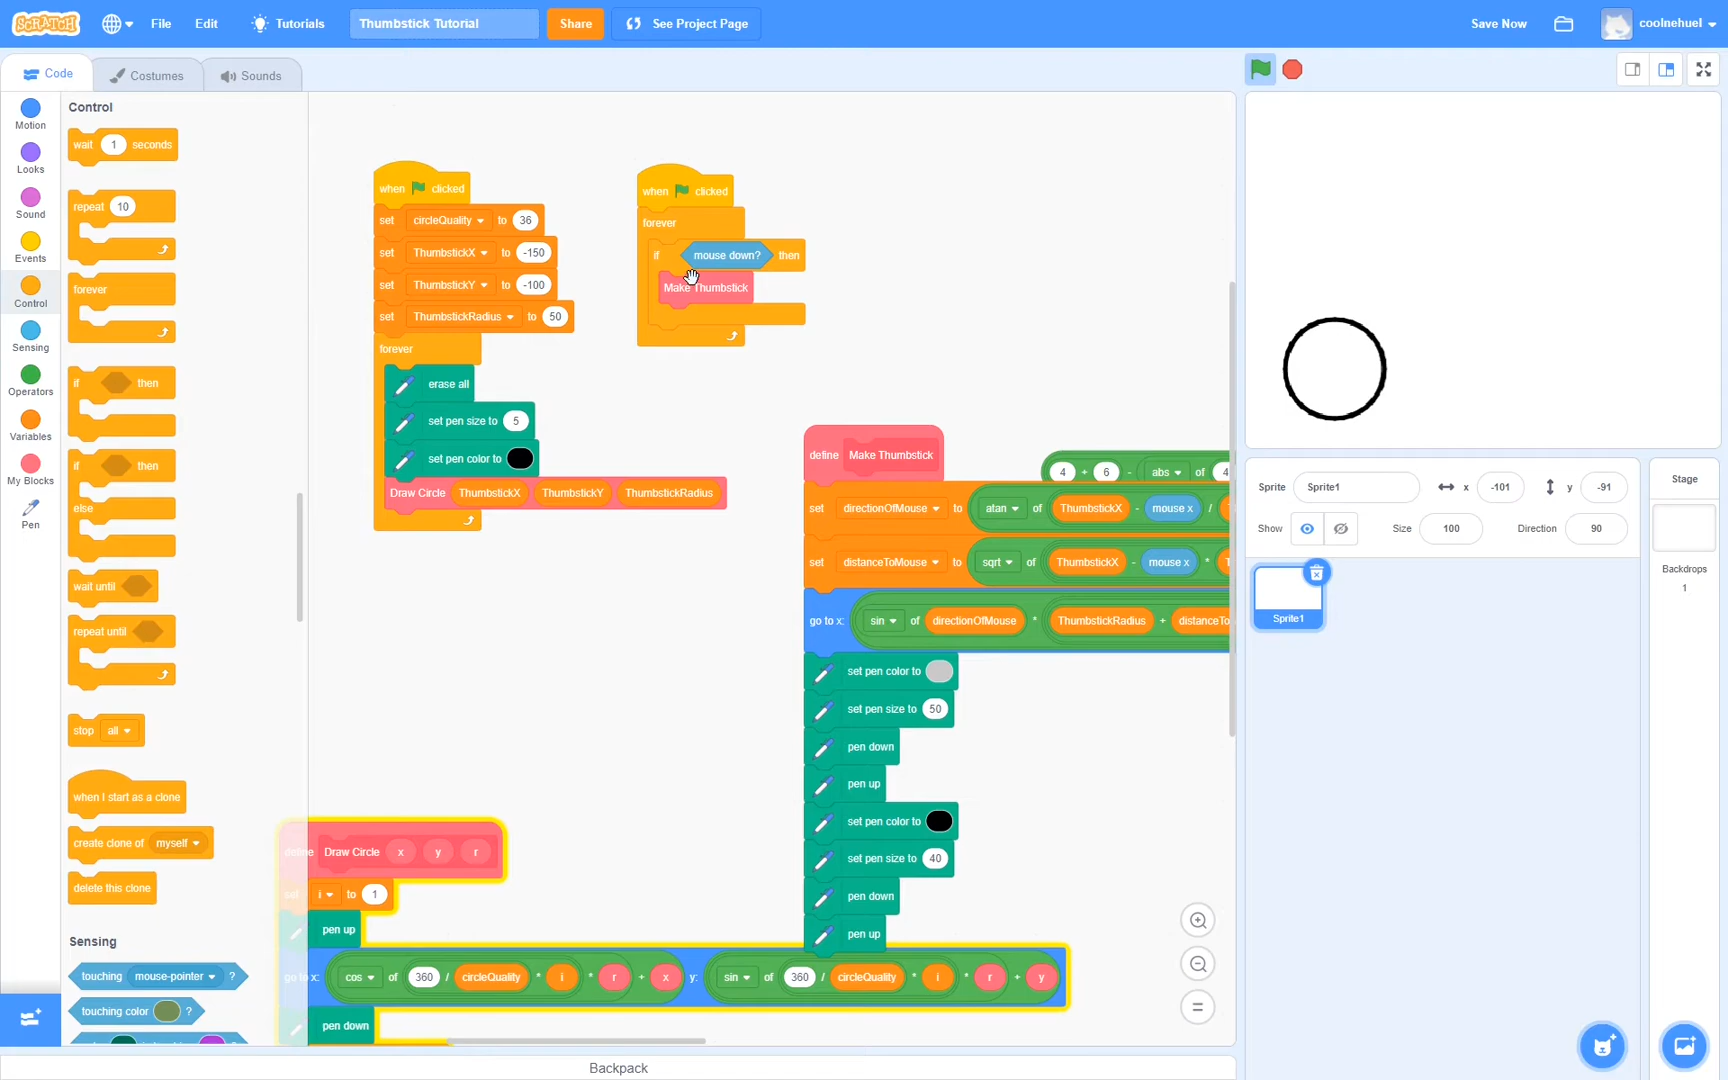 SCRATCH File Edit Tutorials Thumbstick Tutorial Share See Project Page Save Now coolnehuel
Code Costumes Sounds
Motion
Looks
Sound
Events
Control
Sensing
Operators
Variables
My Blocks
Pen
Control
wait 1 seconds
repeat 10
forever
if then
if then
else
wait until
repeat until
stop all
when I start as a clone
create clone of myself
delete this clone
Sensing
touching mouse-pointer ?
touching color ?
when clicked
set circleQuality to 36
set ThumbstickX to -150
set ThumbstickY to -100
set ThumbstickRadius to 50
forever
erase all
set pen size to 5
set pen color to
Draw Circle ThumbstickX ThumbstickY ThumbstickRadius
when clicked
forever
if mouse down? then
Make Thumbstick
define Make Thumbstick
4 + 6 - abs of 4
set directionOfMouse to atan of ThumbstickX - mouse x /
set distanceToMouse to sqrt of ThumbstickX - mouse x *
go to x: sin of directionOfMouse * ThumbstickRadius + distanceTo
set pen color to
set pen size to 50
pen down
pen up
set pen color to
set pen size to 40
pen down
pen up
define Draw Circle x y r
set i to 1
pen up
go to x: cos of 360 / circleQuality * i * r + x y: sin of 360 / circleQuality * i * r + y
pen down
Sprite Sprite1 x -101 y -91
Show Size 100 Direction 90
Sprite1
Stage
Backdrops
1
Backpack